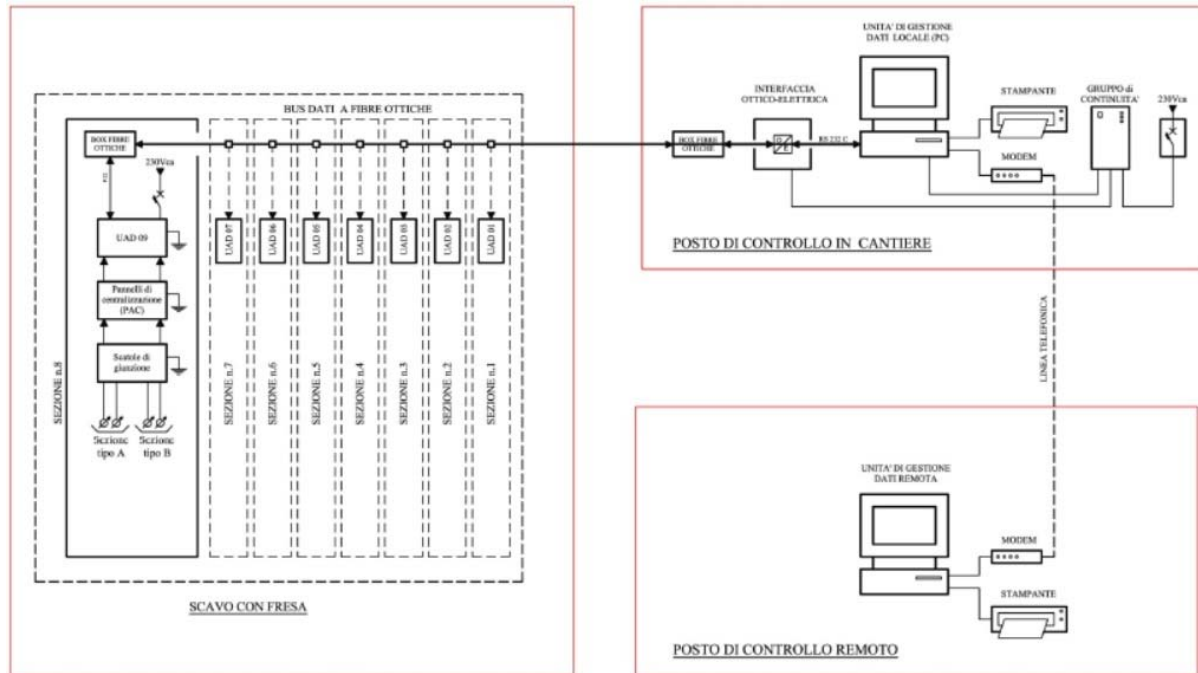 BUS DATI A FIBRE OTTICHE
BOX FIBRE
OTTICHE
230Vca
UAD 09
Pannelli di
centralizzazione
(PAC)
Scatole di
giunzione
Sezione
tipo A
Sezione
tipo B
SEZIONE n.8
UAD 07
UAD 06
UAD 05
UAD 04
UAD 03
UAD 02
UAD 01
SEZIONE n.7
SEZIONE n.6
SEZIONE n.5
SEZIONE n.4
SEZIONE n.3
SEZIONE n.2
SEZIONE n.1
SCAVO CON FRESA
UNITA' DI GESTIONE
DATI LOCALE (PC)
INTERFACCIA
OTTICO-ELETTRICA
STAMPANTE
GRUPPO di
CONTINUITA'
230Vca
BOX FIBRE
OTTICHE
O
E
RS 232 C
MODEM
POSTO DI CONTROLLO IN CANTIERE
LINEA TELEFONICA
UNITA' DI GESTIONE
DATI REMOTA
MODEM
STAMPANTE
POSTO DI CONTROLLO REMOTO